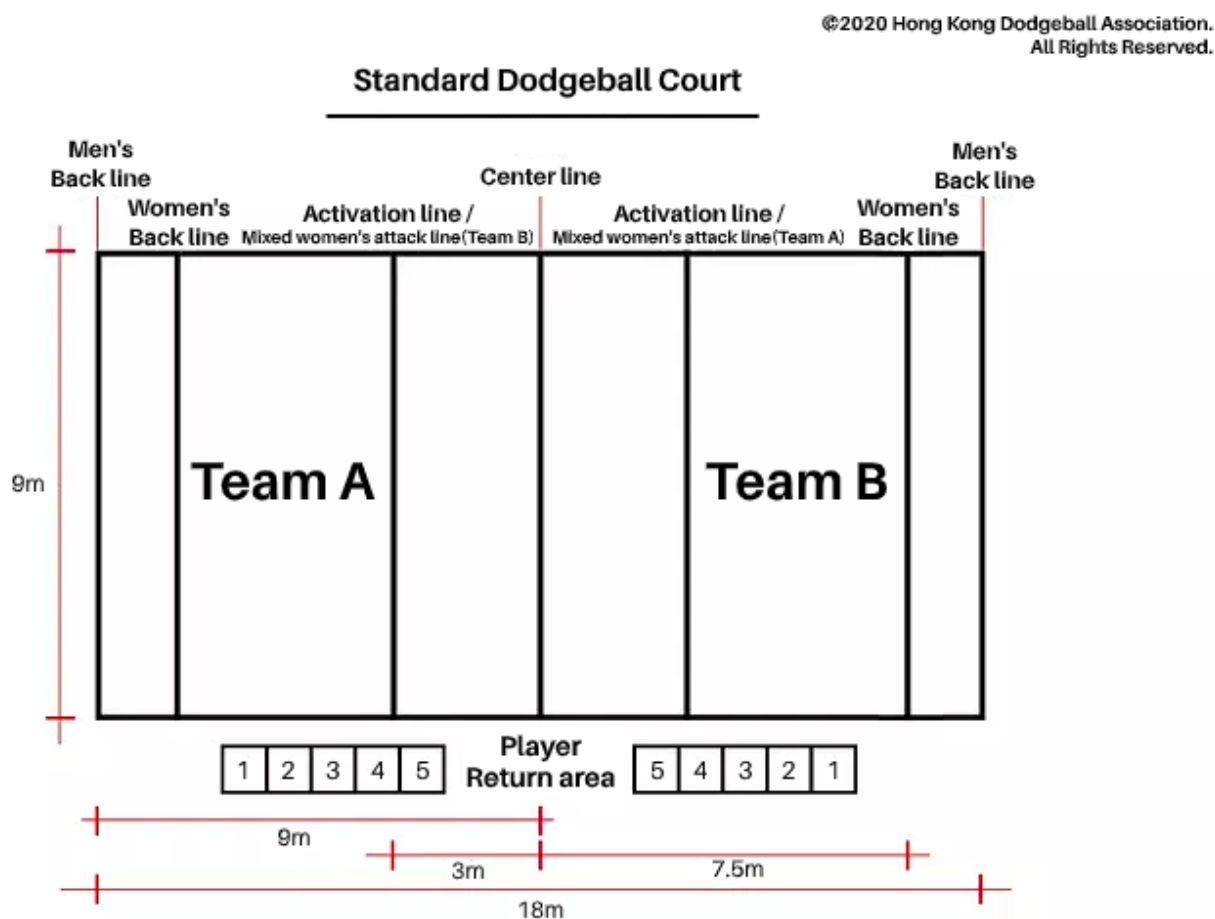 ©2020 Hong Kong Dodgeball Association.
All Rights Reserved.
Standard Dodgeball Court
Men's
Back line
Women's
Back line
Activation line /
Mixed women's attack line(Team B)
Center line
Activation line /
Mixed women's attack line(Team A)
Women's
Back line
Men's
Back line
9m
Team A
Team B
1 2 3 4 5
Player
Return area
5 4 3 2 1
9m
3m
7.5m
18m